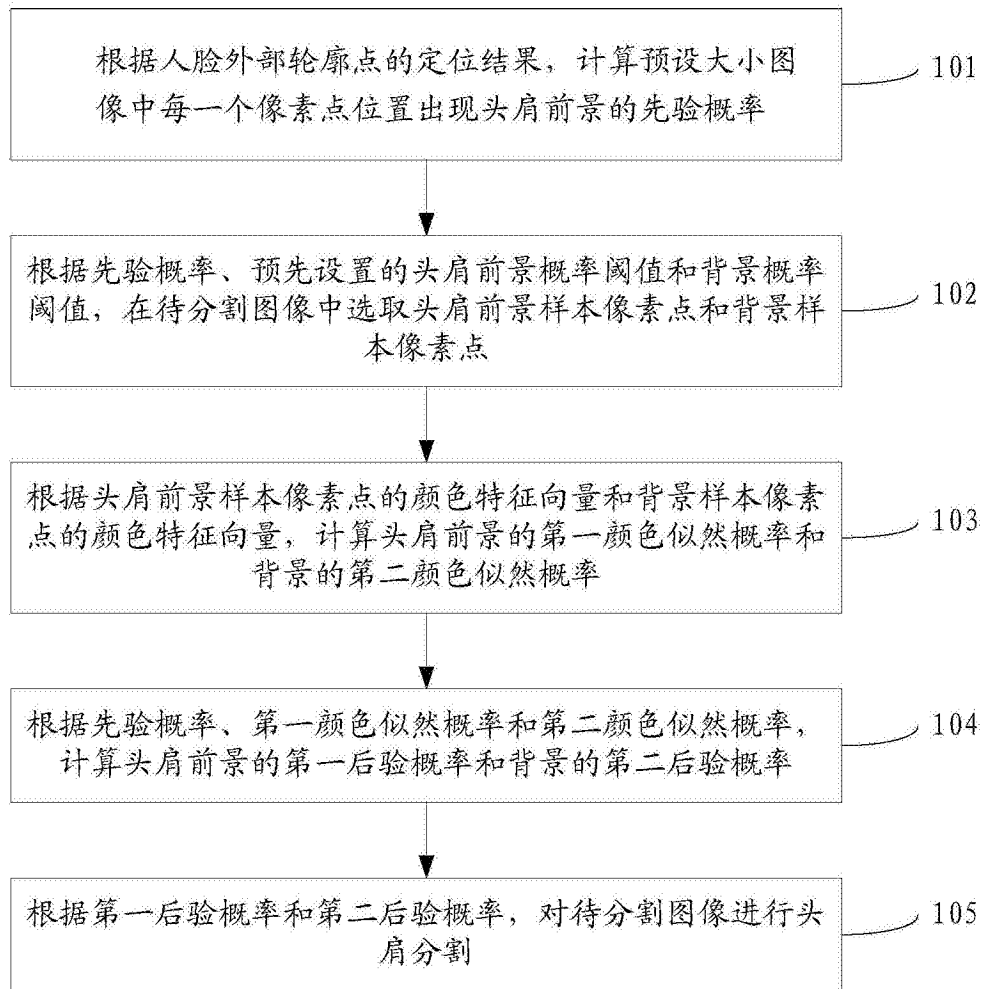 根据人脸外部轮廓点的定位结果，计算预设大小图
像中每一个像素点位置出现头肩前景的先验概率
101
根据先验概率、预先设置的头肩前景概率阈值和背景概率
阈值，在待分割图像中选取头肩前景样本像素点和背景样
本像素点
102
根据头肩前景样本像素点的颜色特征向量和背景样本像素
点的颜色特征向量，计算头肩前景的第一颜色似然概率和
背景的第二颜色似然概率
103
根据先验概率、第一颜色似然概率和第二颜色似然概率，
计算头肩前景的第一后验概率和背景的第二后验概率
104
根据第一后验概率和第二后验概率，对待分割图像进行头
肩分割
105